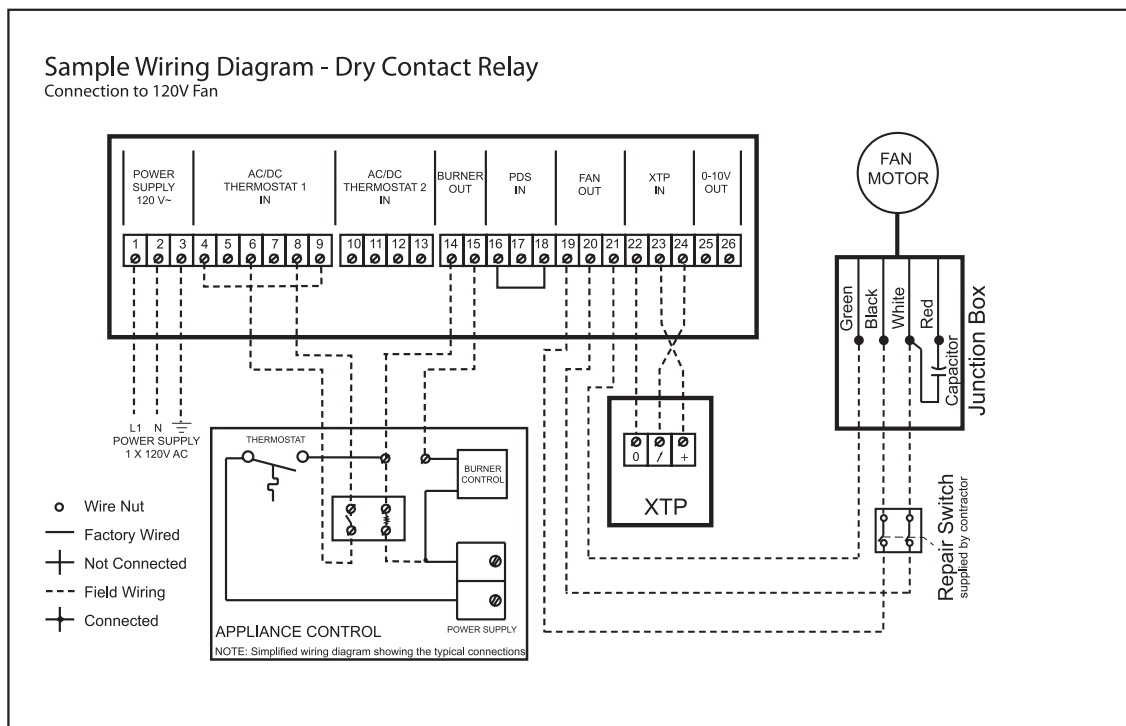 Sample Wiring Diagram - Dry Contact Relay
Connection to 120V Fan
POWER
SUPPLY
120 V~
AC/DC
THERMOSTAT 1
IN
AC/DC
THERMOSTAT 2
IN
BURNER
OUT
PDS
IN
FAN
OUT
XTP
IN
0-10V
OUT
1 2 3 4 5 6 7 8 9 10 11 12 13 14 15 16 17 18 19 20 21 22 23 24 25 26
FAN
MOTOR
Green
Black
White
Red
Capacitor
Junction Box
L1 N
POWER SUPPLY
1 X 120V AC
THERMOSTAT
BURNER
CONTROL
POWER SUPPLY
APPLIANCE CONTROL
NOTE: Simplified wiring diagram showing the typical connections
0 / +
XTP
Repair Switch
supplied by contractor
Wire Nut
Factory Wired
Not Connected
Field Wiring
Connected